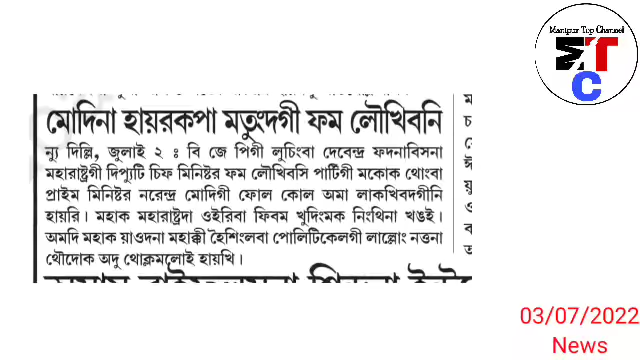 Manipur Top Channel
TC
মোদিনা হায়রকপা মতুংদগী ফম লৌখিবনি
ন্যু দিল্লি, জুলাই ২ ঃ বি জে পিগী লুচিংবা দেবেন্দ্র ফদনাবিসনা
মহারাষ্ট্রগী দিপ্যুটি চিফ মিনিষ্টর ফম লৌখিবসি পার্টিগী মকোক থোংবা
প্রাইম মিনিষ্টর নরেন্দ্র মোদিগী ফোল কোল অমা লাকখিবদগীনি
হায়রি। মহাক মহারাষ্ট্রদা ওইরিবা ফিবম খুদিংমক নিংথিনা খঙই।
অমদি মহাক য়াওদনা মহাক্কী হৈশিংলবা পোলিটিকেলগী লাল্লোং নত্তনা
থৌদোক অদু থোক্লমলোই হায়খি।
03/07/2022
News